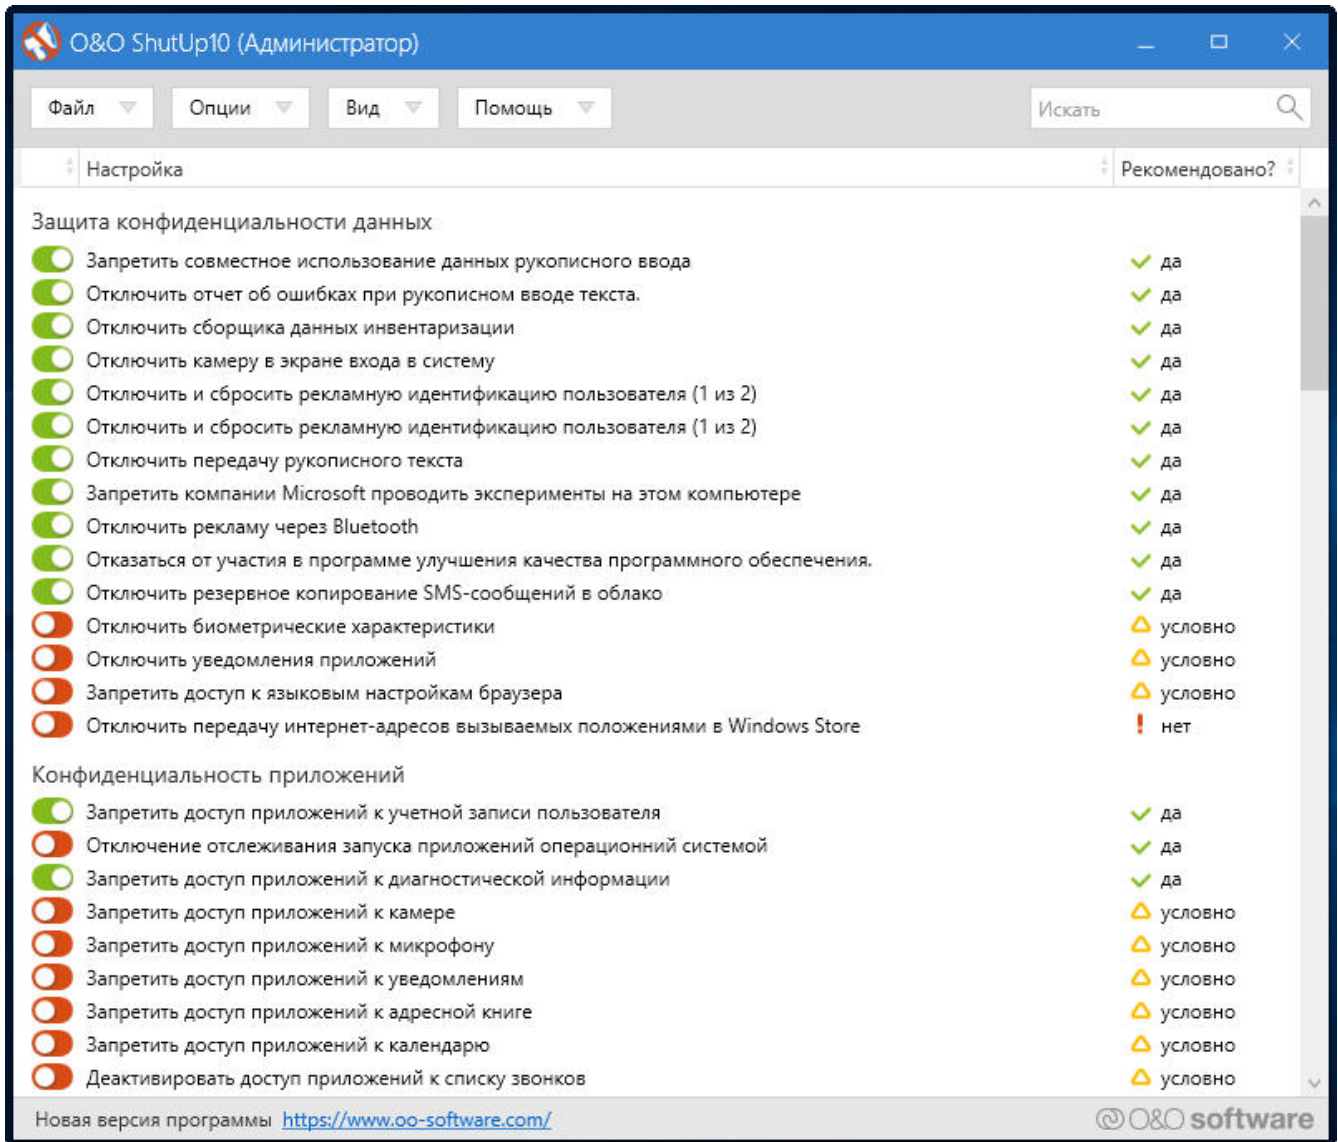 O&O ShutUp10 (Администратор)
Файл Опции Вид Помощь Искать
Настройка Рекомендовано?
Защита конфиденциальности данных
Запретить совместное использование данных рукописного ввода да
Отключить отчет об ошибках при рукописном вводе текста. да
Отключить сборщика данных инвентаризации да
Отключить камеру в экране входа в систему да
Отключить и сбросить рекламную идентификацию пользователя (1 из 2) да
Отключить и сбросить рекламную идентификацию пользователя (1 из 2) да
Отключить передачу рукописного текста да
Запретить компании Microsoft проводить эксперименты на этом компьютере да
Отключить рекламу через Bluetooth да
Отказаться от участия в программе улучшения качества программного обеспечения. да
Отключить резервное копирование SMS-сообщений в облако да
Отключить биометрические характеристики условно
Отключить уведомления приложений условно
Запретить доступ к языковым настройкам браузера условно
Отключить передачу интернет-адресов вызываемых положениями в Windows Store нет
Конфиденциальность приложений
Запретить доступ приложений к учетной записи пользователя да
Отключение отслеживания запуска приложений операционний системой да
Запретить доступ приложений к диагностической информации да
Запретить доступ приложений к камере условно
Запретить доступ приложений к микрофону условно
Запретить доступ приложений к уведомлениям условно
Запретить доступ приложений к адресной книге условно
Запретить доступ приложений к календарю условно
Деактивировать доступ приложений к списку звонков условно
Новая версия программы https://www.oo-software.com/ O&O software